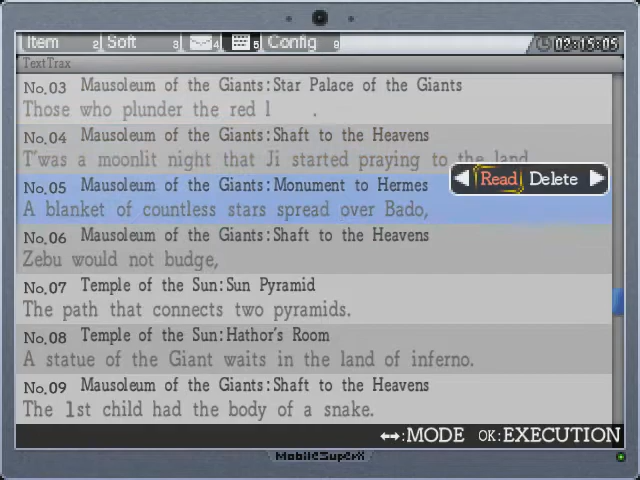 Item 2 Soft 3 4 5 Config 9 02:15:05
TextTrax
No.03 Mausoleum of the Giants:Star Palace of the Giants
Those who plunder the red l .
No.04 Mausoleum of the Giants:Shaft to the Heavens
T'was a moonlit night that Ji started praying to the land
No.05 Mausoleum of the Giants:Monument to Hermes
Read Delete
A blanket of countless stars spread over Bado,
No.06 Mausoleum of the Giants:Shaft to the Heavens
Zebu would not budge,
No.07 Temple of the Sun:Sun Pyramid
The path that connects two pyramids.
No.08 Temple of the Sun:Hathor's Room
A statue of the Giant waits in the land of inferno.
No.09 Mausoleum of the Giants:Shaft to the Heavens
The 1st child had the body of a snake.
↔:MODE OK:EXECUTION
MobileSuperX